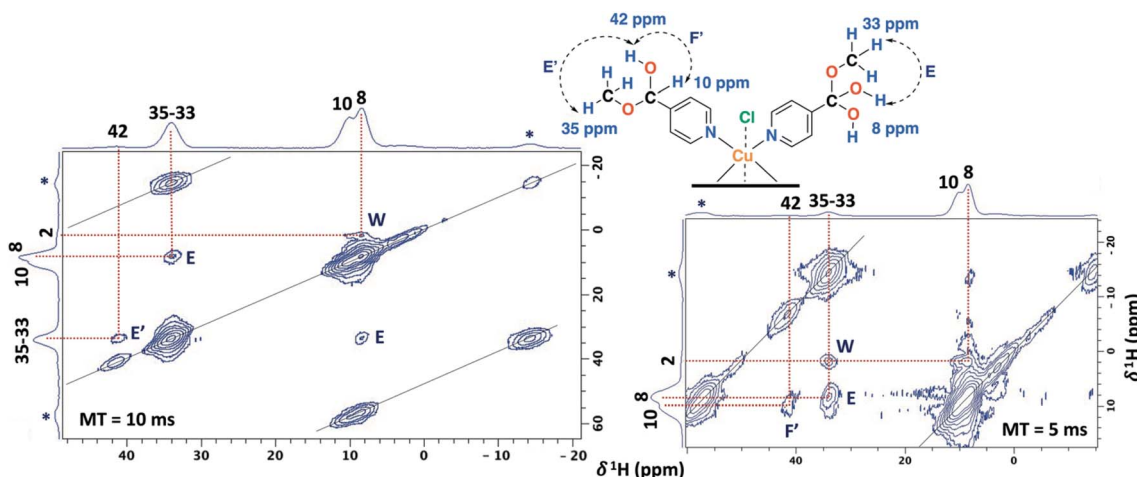 42 ppm
33 ppm
H
F'
H
H
O
H
C
E'
H
H
H
H
O
E
C
H
10 ppm
C
O
H
H
O
O
35 ppm
Cl
H
8 ppm
N
N
Cu
42
35-33
10
8
*
*
-20
0
20
40
60
2
8
10
35-33
*
W
E
E'
E
MT = 10 ms
40
30
20
10
0
-10
-20
δ ¹H (ppm)
*
42
35-33
10
8
*
-20
-10
0
10
2
8
10
W
E
F'
MT = 5 ms
40
20
0
δ ¹H (ppm)